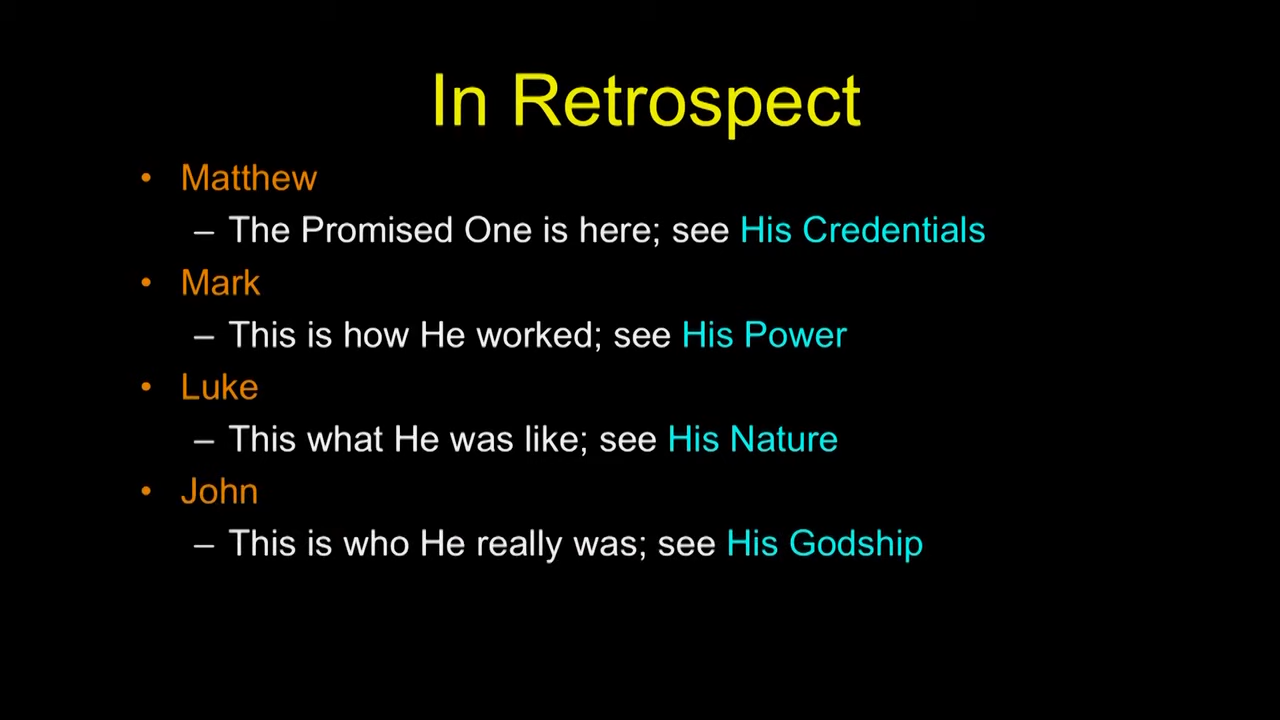 In Retrospect
• Matthew
– The Promised One is here; see His Credentials
• Mark
– This is how He worked; see His Power
• Luke
– This what He was like; see His Nature
• John
– This is who He really was; see His Godship